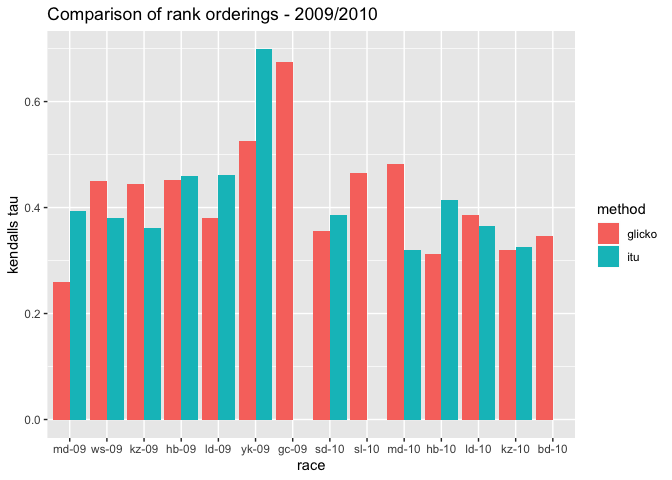 Comparison of rank orderings - 2009/2010
kendalls tau
0.6
0.4
0.2
0.0
md-09 ws-09 kz-09 hb-09 ld-09 yk-09 gc-09 sd-10 sl-10 md-10 hb-10 ld-10 kz-10 bd-10
race
method
glicko
itu